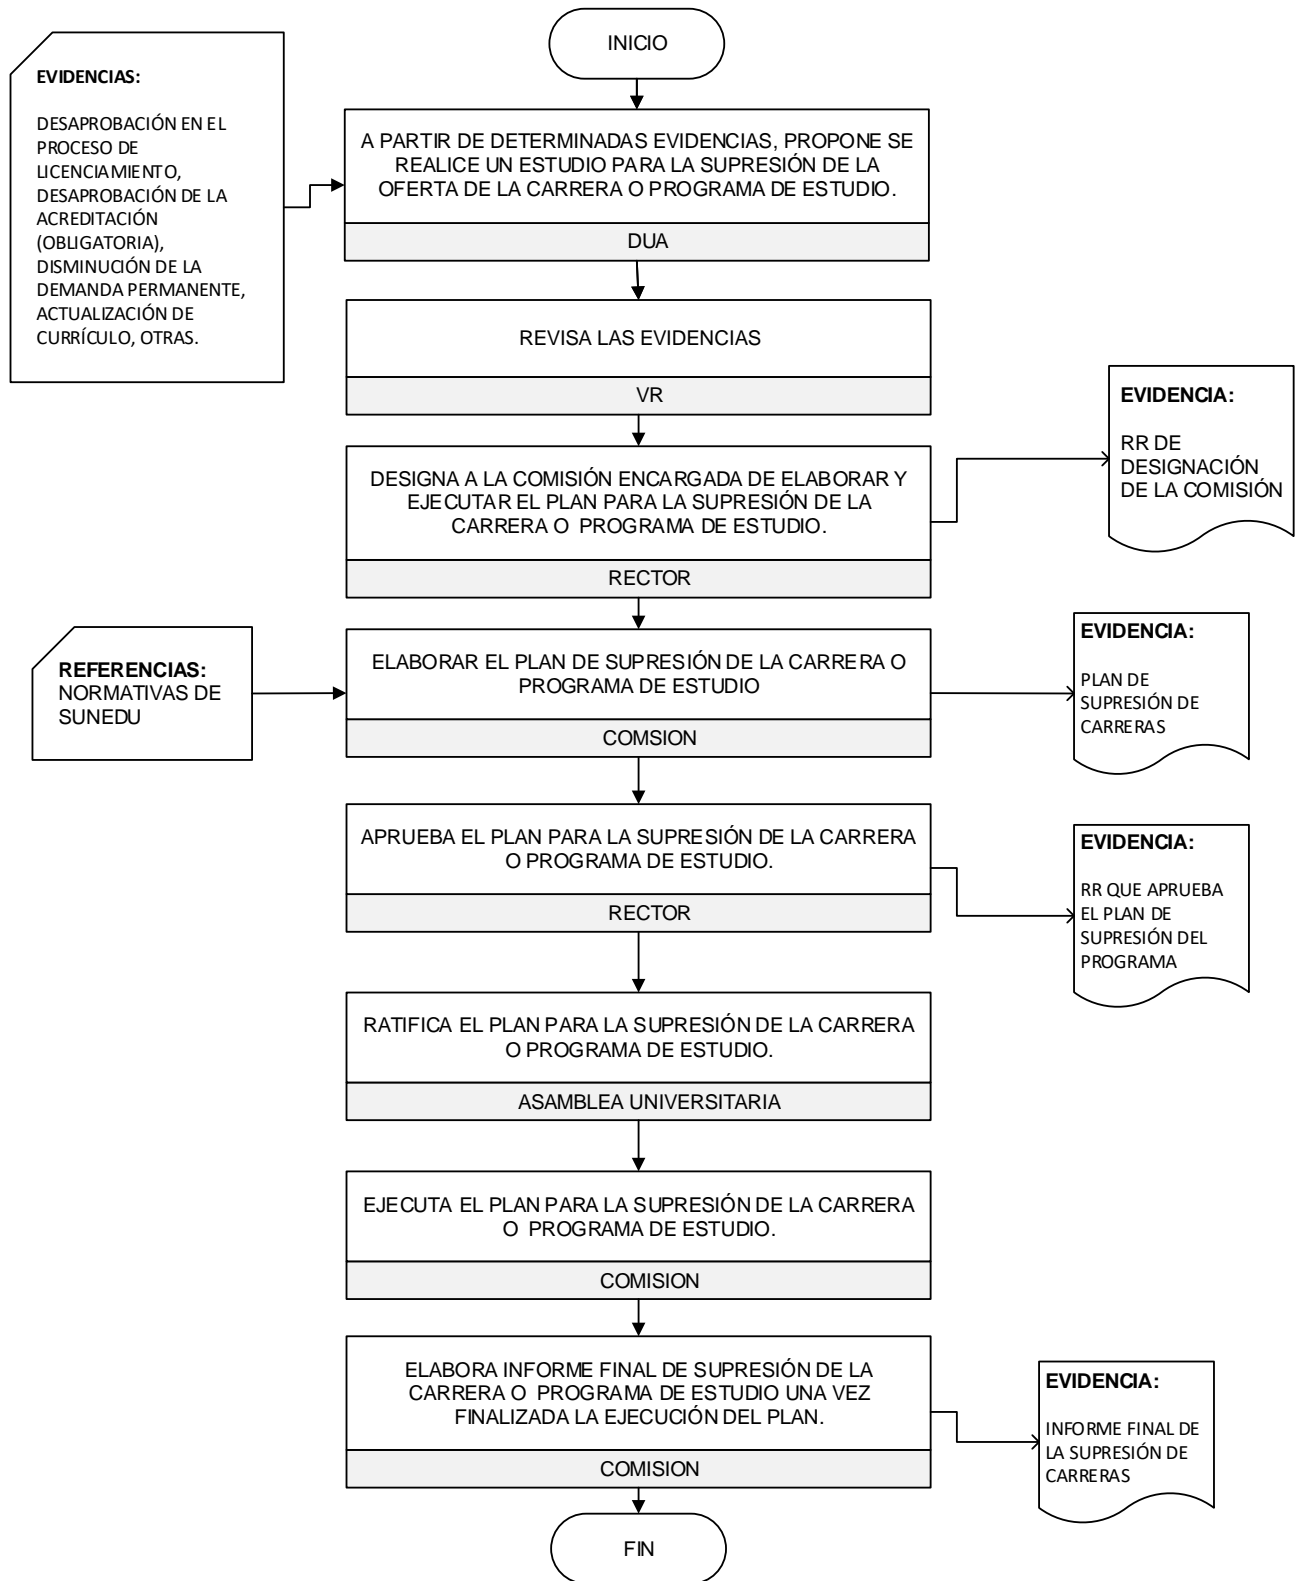 INICIO
EVIDENCIAS:
DESAPROBACIÓN EN EL
PROCESO DE
LICENCIAMIENTO,
DESAPROBACIÓN DE LA
ACREDITACIÓN
(OBLIGATORIA),
DISMINUCIÓN DE LA
DEMANDA PERMANENTE,
ACTUALIZACIÓN DE
CURRÍCULO, OTRAS.
A PARTIR DE DETERMINADAS EVIDENCIAS, PROPONE SE
REALICE UN ESTUDIO PARA LA SUPRESIÓN DE LA
OFERTA DE LA CARRERA O PROGRAMA DE ESTUDIO.
DUA
REVISA LAS EVIDENCIAS
VR
DESIGNA A LA COMISIÓN ENCARGADA DE ELABORAR Y
EJECUTAR EL PLAN PARA LA SUPRESIÓN DE LA
CARRERA O PROGRAMA DE ESTUDIO.
RECTOR
EVIDENCIA:
RR DE
DESIGNACIÓN
DE LA COMISIÓN
REFERENCIAS:
NORMATIVAS DE
SUNEDU
ELABORAR EL PLAN DE SUPRESIÓN DE LA CARRERA O
PROGRAMA DE ESTUDIO
COMSION
EVIDENCIA:
PLAN DE
SUPRESIÓN DE
CARRERAS
APRUEBA EL PLAN PARA LA SUPRESIÓN DE LA CARRERA
O PROGRAMA DE ESTUDIO.
RECTOR
EVIDENCIA:
RR QUE APRUEBA
EL PLAN DE
SUPRESIÓN DEL
PROGRAMA
RATIFICA EL PLAN PARA LA SUPRESIÓN DE LA CARRERA
O PROGRAMA DE ESTUDIO.
ASAMBLEA UNIVERSITARIA
EJECUTA EL PLAN PARA LA SUPRESIÓN DE LA CARRERA
O PROGRAMA DE ESTUDIO.
COMISION
ELABORA INFORME FINAL DE SUPRESIÓN DE LA
CARRERA O PROGRAMA DE ESTUDIO UNA VEZ
FINALIZADA LA EJECUCIÓN DEL PLAN.
COMISION
EVIDENCIA:
INFORME FINAL DE
LA SUPRESIÓN DE
CARRERAS
FIN